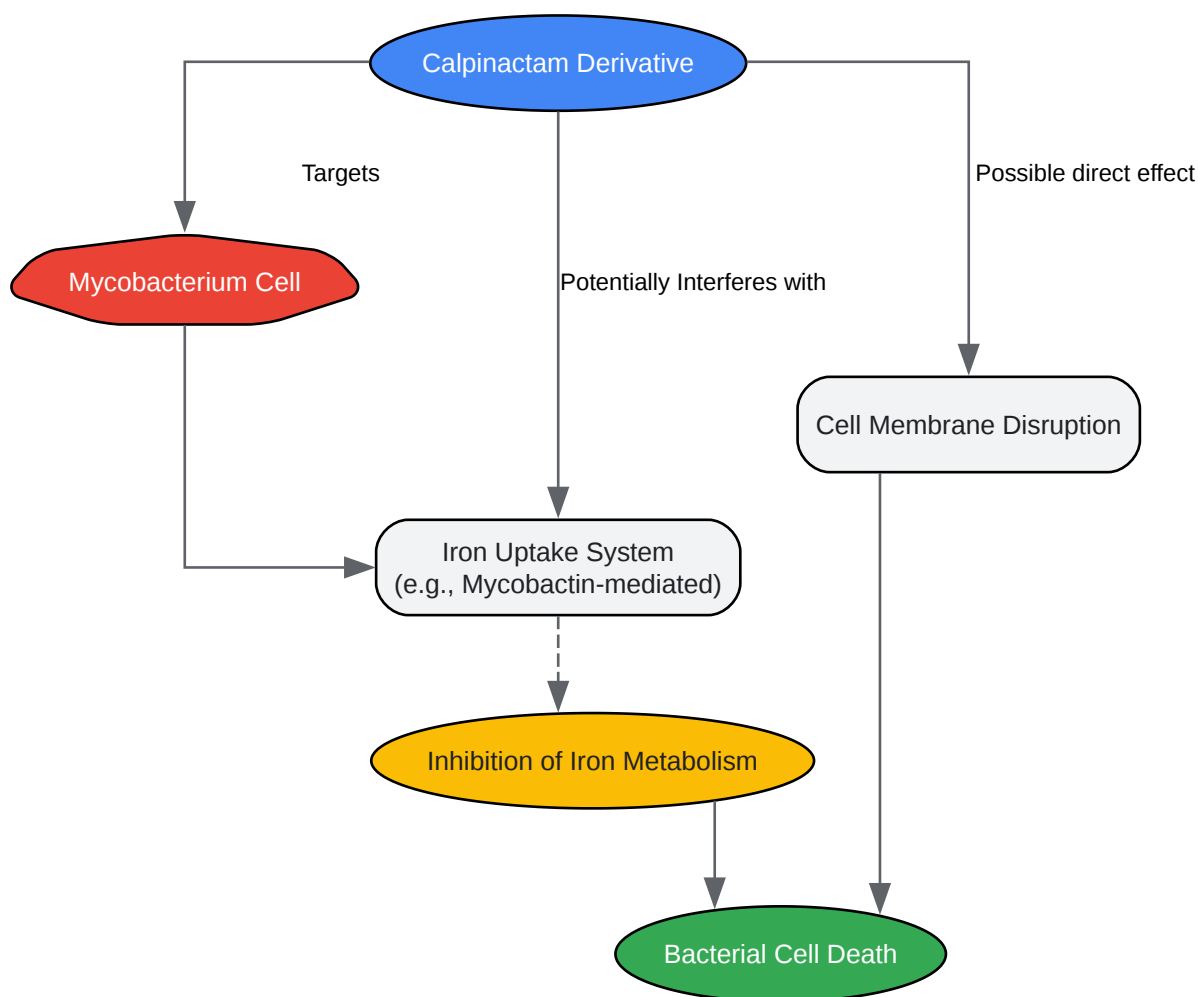 Calpinactam Derivative
Targets
Possible direct effect
Mycobacterium Cell
Potentially Interferes with
Cell Membrane Disruption
Iron Uptake System
(e.g., Mycobactin-mediated)
Inhibition of Iron Metabolism
Bacterial Cell Death